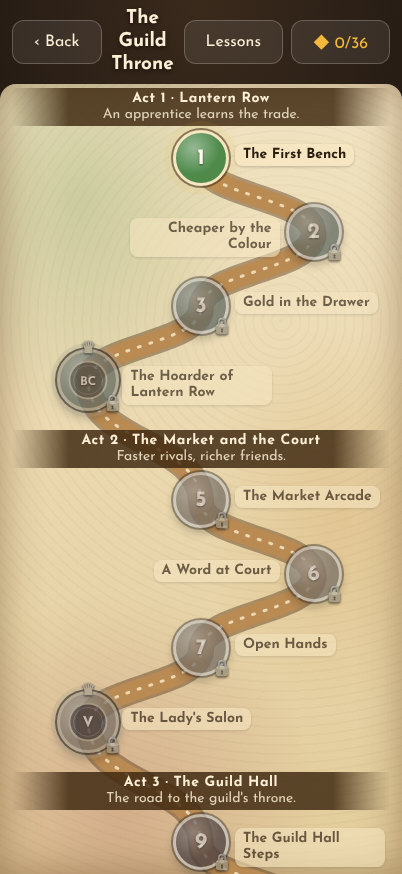 ‹ Back
The
Guild
Throne
Lessons
0/36
Act 1 · Lantern Row
An apprentice learns the trade.
1
The First Bench
Cheaper by the
Colour
2
3
Gold in the Drawer
BC
The Hoarder of
Lantern Row
Act 2 · The Market and the Court
Faster rivals, richer friends.
5
The Market Arcade
A Word at Court
6
7
Open Hands
V
The Lady's Salon
Act 3 · The Guild Hall
The road to the guild's throne.
9
The Guild Hall
Steps